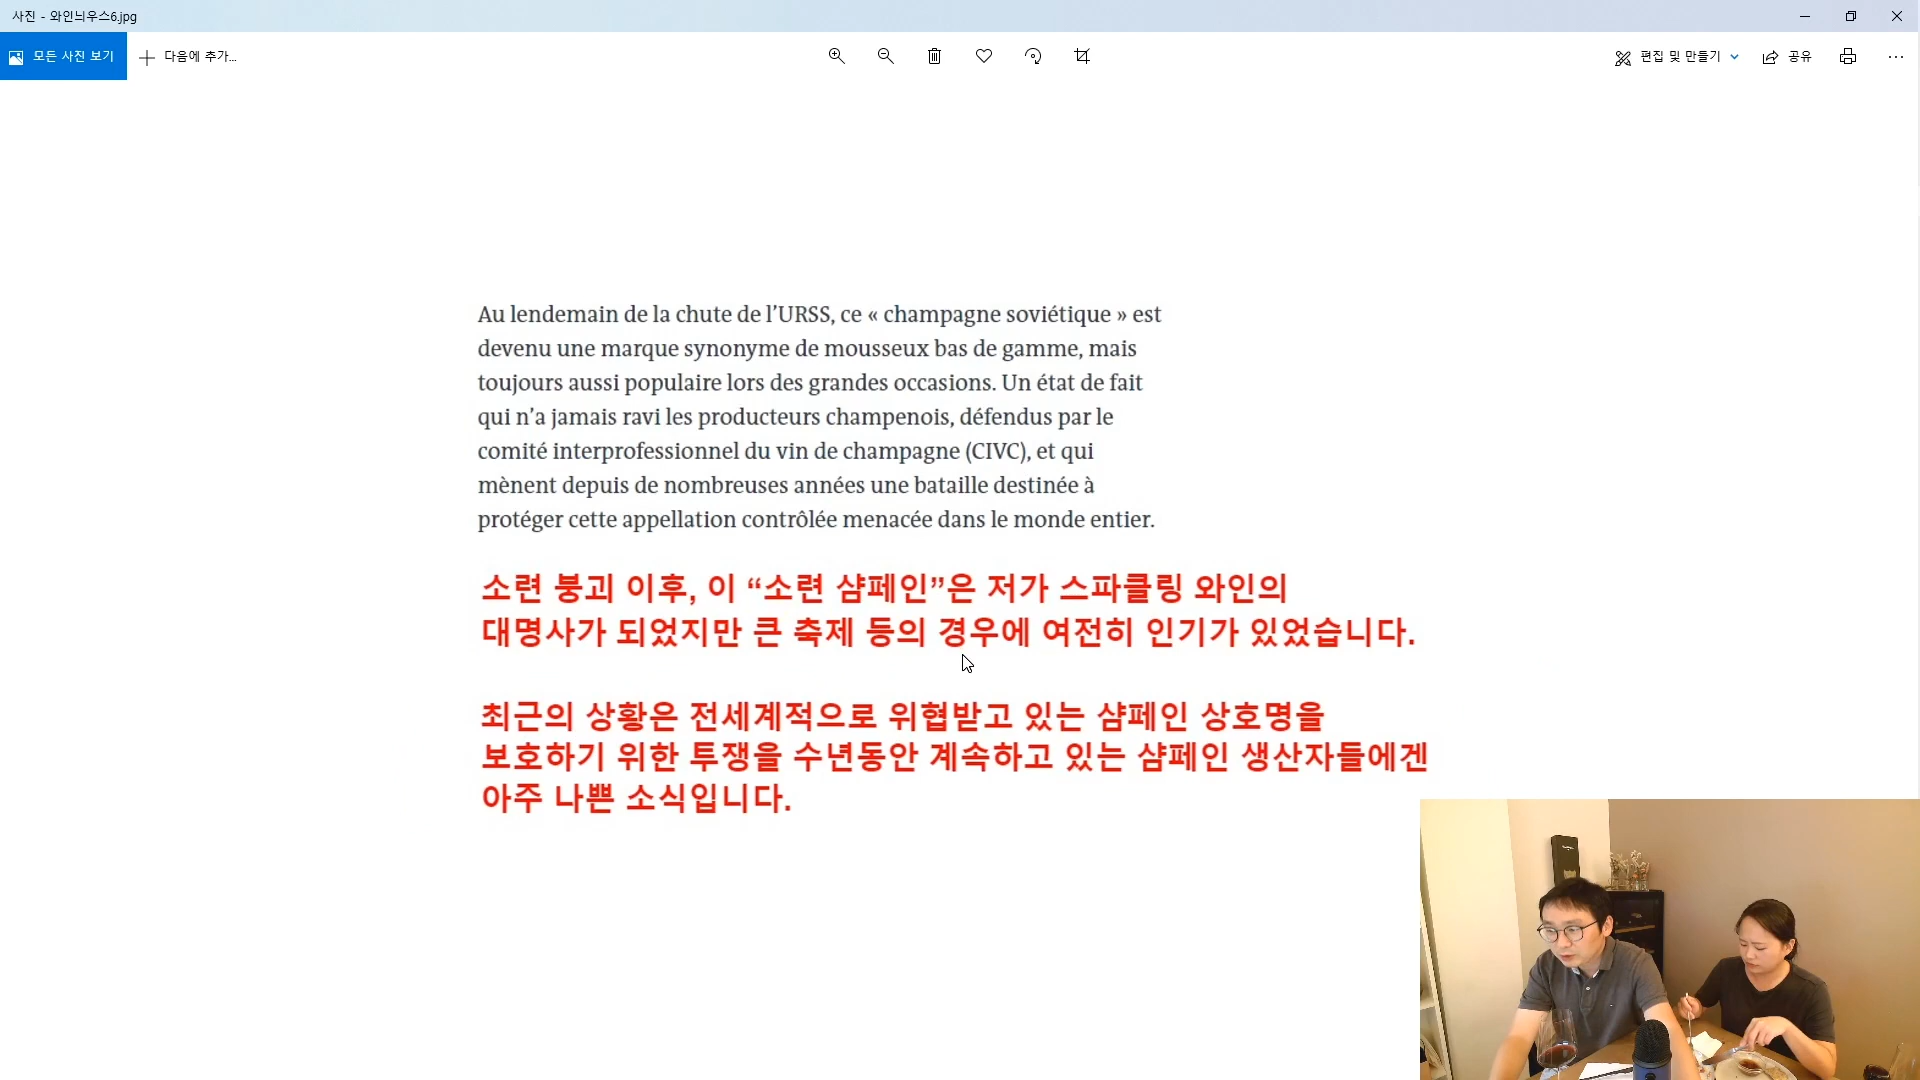 사진 - 와인늬우스6.jpg
모든 사진 보기
다음에 추가...
편집 및 만들기
공유
Au lendemain de la chute de l’URSS, ce « champagne soviétique » est
devenu une marque synonyme de mousseux bas de gamme, mais
toujours aussi populaire lors des grandes occasions. Un état de fait
qui n’a jamais ravi les producteurs champenois, défendus par le
comité interprofessionnel du vin de champagne (CIVC), et qui
mènent depuis de nombreuses années une bataille destinée à
protéger cette appellation contrôlée menacée dans le monde entier.
소련 붕괴 이후, 이 “소련 샴페인”은 저가 스파클링 와인의
대명사가 되었지만 큰 축제 등의 경우에 여전히 인기가 있었습니다.
최근의 상황은 전세계적으로 위협받고 있는 샴페인 상호명을
보호하기 위한 투쟁을 수년동안 계속하고 있는 샴페인 생산자들에겐
아주 나쁜 소식입니다.